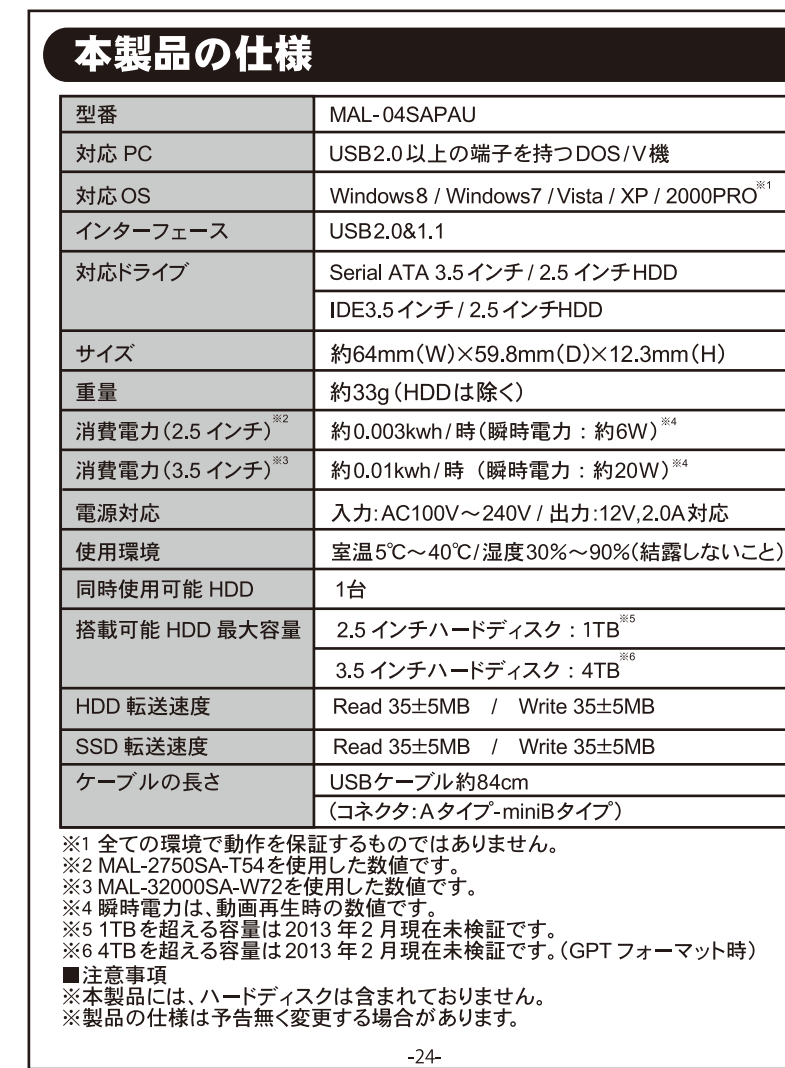 本製品の仕様
型番 MAL-04SAPAU
対応 PC USB2.0以上の端子を持つDOS/V機
対応OS Windows8 / Windows7 / Vista / XP / 2000PRO※1
インターフェース USB2.0&1.1
対応ドライブ Serial ATA 3.5インチ / 2.5インチHDD
IDE3.5インチ / 2.5インチHDD
サイズ 約64mm(W)×59.8mm(D)×12.3mm(H)
重量 約33g(HDDは除く)
消費電力(2.5インチ)※2 約0.003kwh/時(瞬時電力：約6W)※4
消費電力(3.5インチ)※3 約0.01kwh/時(瞬時電力：約20W)※4
電源対応 入力:AC100V～240V / 出力:12V,2.0A対応
使用環境 室温5℃～40℃/湿度30%～90%(結露しないこと)
同時使用可能 HDD 1台
搭載可能 HDD 最大容量 2.5インチハードディスク：1TB※5
3.5インチハードディスク：4TB※6
HDD 転送速度 Read 35±5MB / Write 35±5MB
SSD 転送速度 Read 35±5MB / Write 35±5MB
ケーブルの長さ USBケーブル約84cm
(コネクタ:Aタイプ-miniBタイプ)
※1 全ての環境で動作を保証するものではありません。
※2 MAL-2750SA-T54を使用した数値です。
※3 MAL-32000SA-W72を使用した数値です。
※4 瞬時電力は、動画再生時の数値です。
※5 1TBを超える容量は2013年2月現在未検証です。
※6 4TBを超える容量は2013年2月現在未検証です。(GPTフォーマット時)
■注意事項
※本製品には、ハードディスクは含まれておりません。
※製品の仕様は予告無く変更する場合があります。
-24-